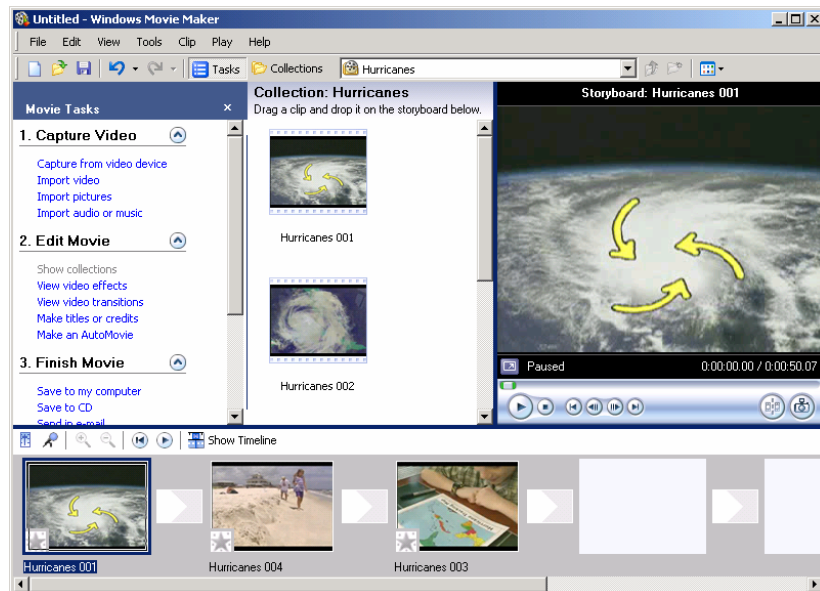 Untitled - Windows Movie Maker
File Edit View Tools Clip Play Help
Tasks Collections Hurricanes
Movie Tasks
1. Capture Video
Capture from video device
Import video
Import pictures
Import audio or music
2. Edit Movie
Show collections
View video effects
View video transitions
Make titles or credits
Make an AutoMovie
3. Finish Movie
Save to my computer
Save to CD
Send in e-mail
Collection: Hurricanes
Drag a clip and drop it on the storyboard below.
Hurricanes 001
Hurricanes 002
Storyboard: Hurricanes 001
Paused 0:00:00.00 / 0:00:50.07
Show Timeline
Hurricanes 001 Hurricanes 004 Hurricanes 003